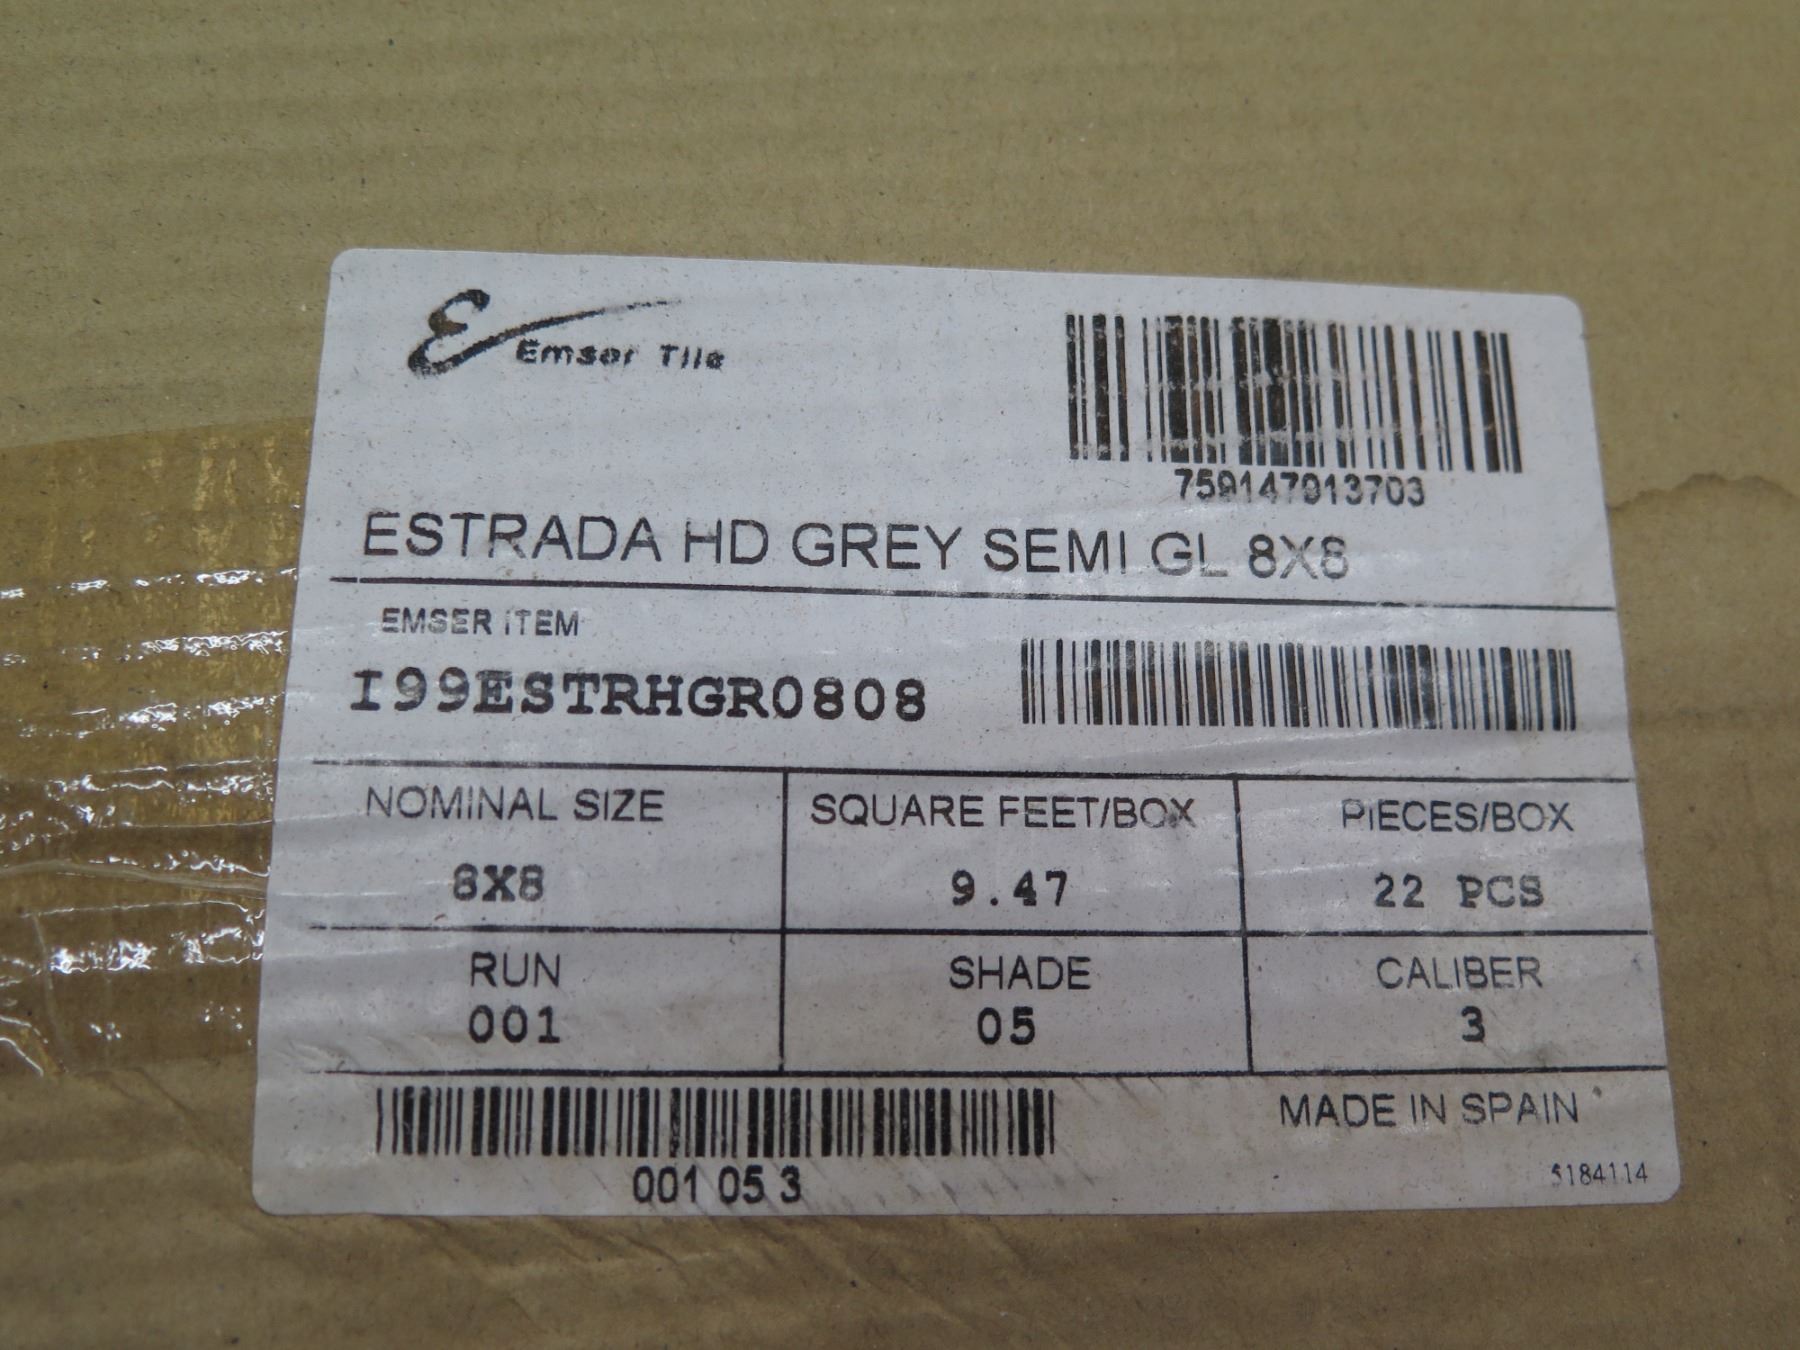 Emser Tile
759147913703
ESTRADA HD GREY SEMI GL 8X8
EMSER ITEM
I99ESTRHGR0808
NOMINAL SIZE SQUARE FEET/BOX PIECES/BOX
8X8 9.47 22 PCS
RUN SHADE CALIBER
001 05 3
MADE IN SPAIN
001 05 3
5184114